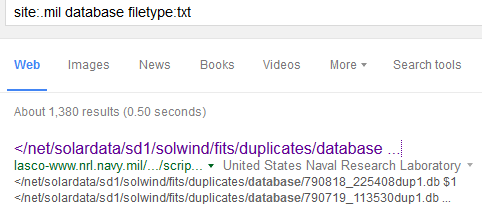 site:.mil database filetype:txt
Web Images News Books Videos More Search tools
About 1,380 results (0.50 seconds)
</net/solardata/sd1/solwind/fits/duplicates/database ...
lasco-www.nrl.navy.mil/.../scrip... United States Naval Research Laboratory
</net/solardata/sd1/solwind/fits/duplicates/database/790818_225408dup1.db $1
</net/solardata/sd1/solwind/fits/duplicates/database/790719_113530dup1.db ...